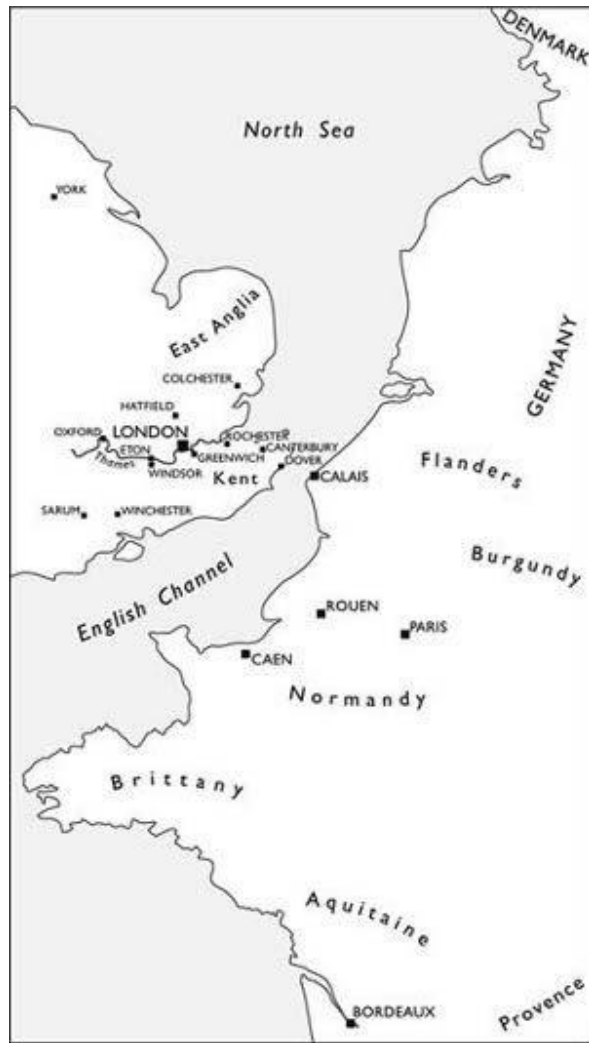 DENMARK
North Sea
YORK
East Anglia
COLCHESTER
HATFIELD
GERMANY
OXFORD
LONDON
ROCHESTER
ETON
Thames
GREENWICH
CANTERBURY
DOVER
WINDSOR
Kent
CALAIS
Flanders
SARUM
WINCHESTER
Burgundy
English Channel
ROUEN
PARIS
CAEN
Normandy
Brittany
Aquitaine
Provence
BORDEAUX